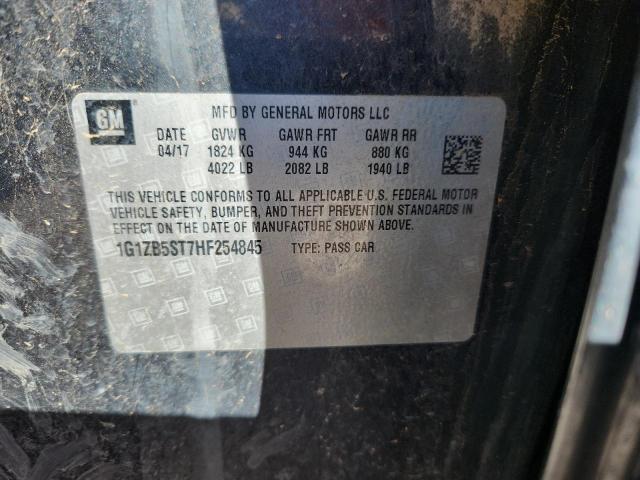 GM
MFD BY GENERAL MOTORS LLC
DATE GVWR GAWR FRT GAWR RR
04/17 1824 KG 944 KG 880 KG
4022 LB 2082 LB 1940 LB
THIS VEHICLE CONFORMS TO ALL APPLICABLE U.S. FEDERAL MOTOR
VEHICLE SAFETY, BUMPER, AND THEFT PREVENTION STANDARDS IN
EFFECT ON THE DATE OF MANUFACTURE SHOWN ABOVE.
1G1ZB5ST7HF254845 TYPE: PASS CAR